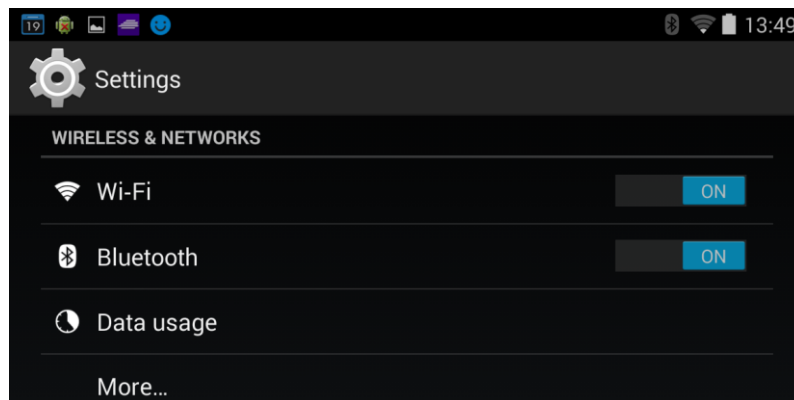 19
13:49
Settings
WIRELESS & NETWORKS
Wi-Fi
ON
Bluetooth
ON
Data usage
More...